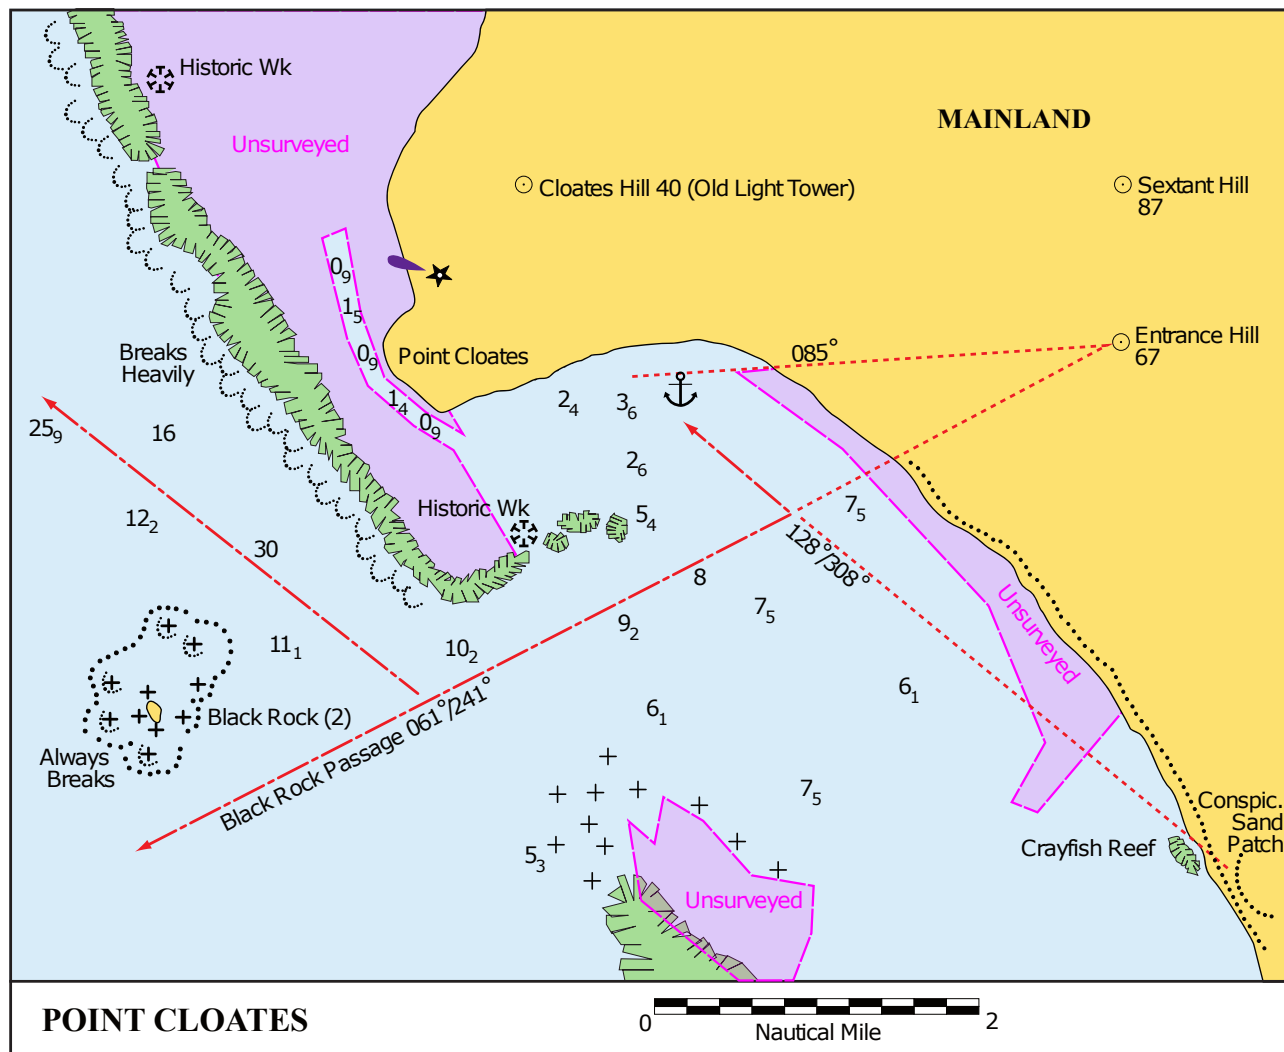 Historic Wk
MAINLAND
Unsurveyed
Cloates Hill 40 (Old Light Tower)
Sextant Hill
87
0₉
1₅
Entrance Hill
67
085°
Breaks
Heavily
0₉
Point Cloates
1₄
0₉
2₄
3₆
25₉
16
2₆
12₂
30
Historic Wk
5₄
7₅
128°/308°
8
7₅
Unsurveyed
11₁
10₂
9₂
6₁
6₁
Black Rock (2)
Always
Breaks
Black Rock Passage 061°/241°
7₅
Conspic.
Sand
Patch
Crayfish Reef
5₃
Unsurveyed
POINT CLOATES
0
2
Nautical Mile